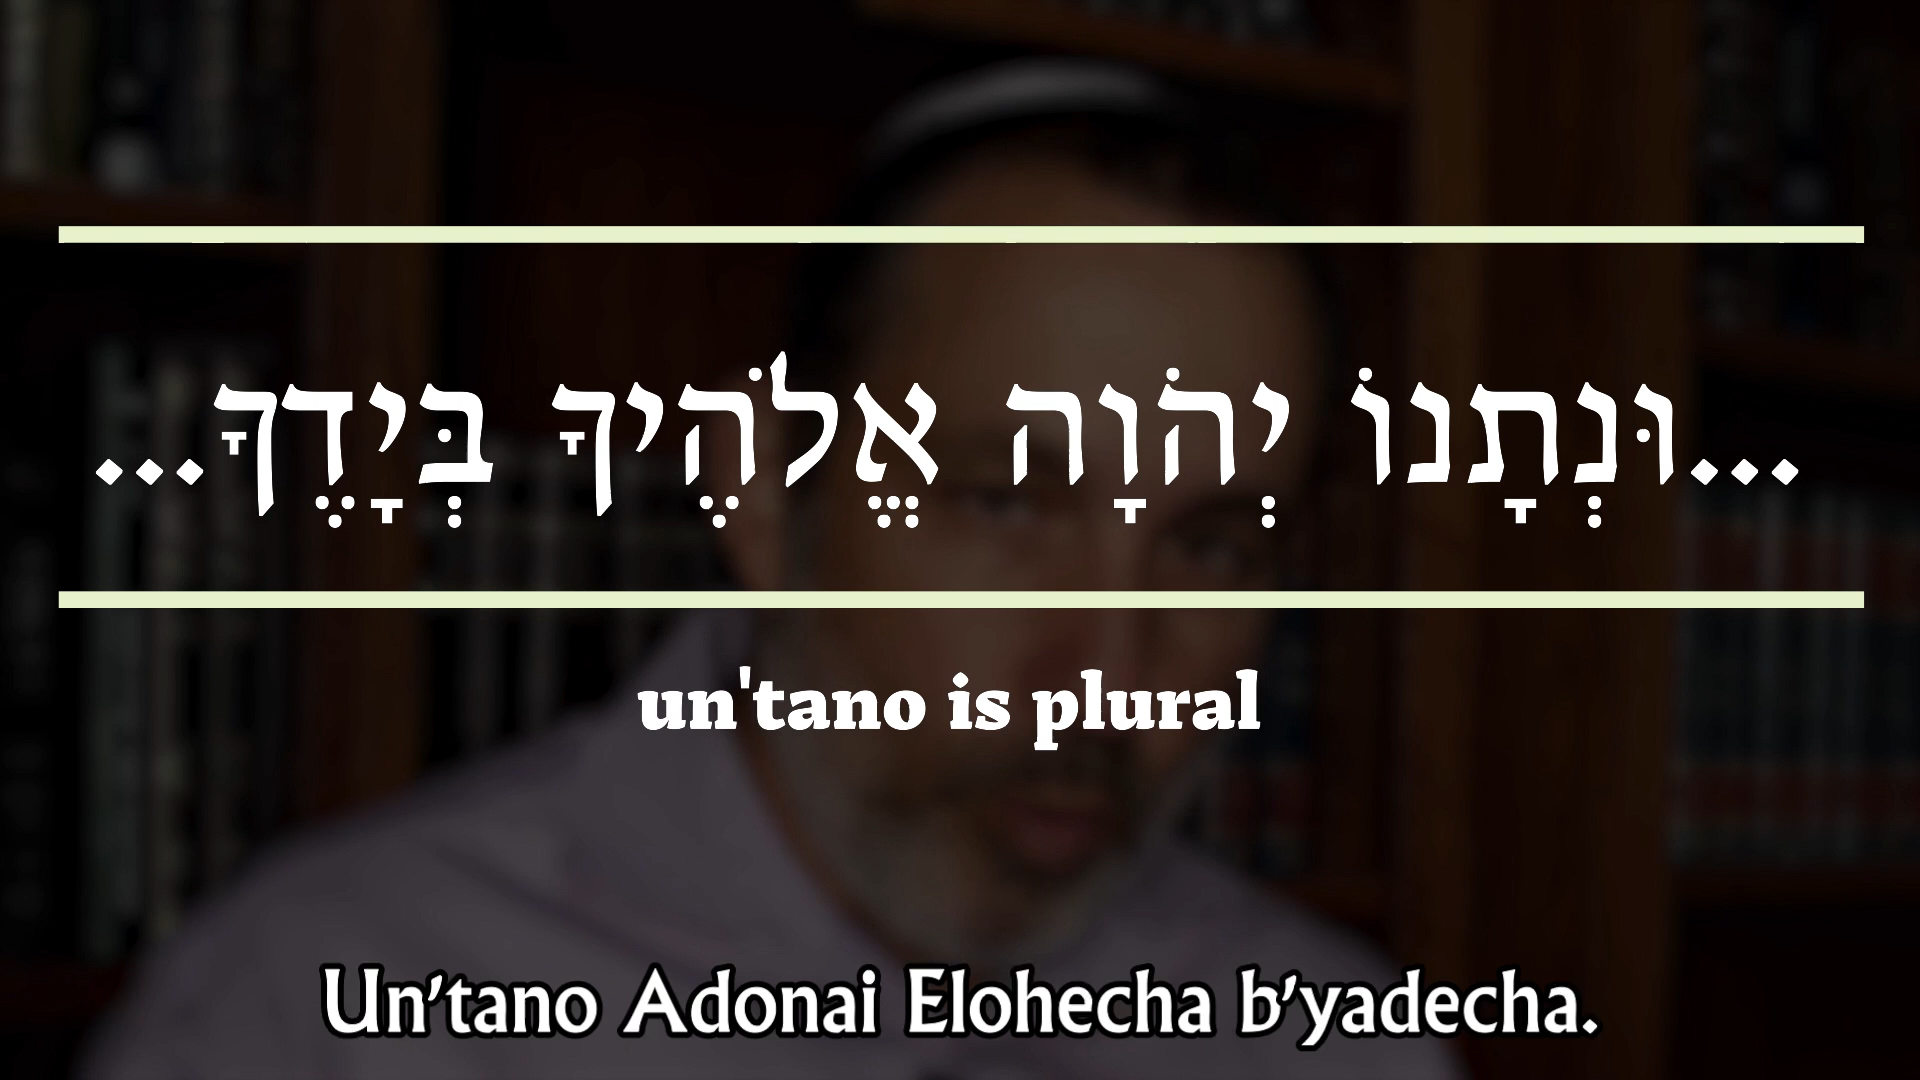 ...וּנְתָנוֹ יְהֹוָה אֱלֹהֶיךָ בְּיָדֶךָ...
un'tano is plural
Un’tano Adonai Elohecha b’yadecha.